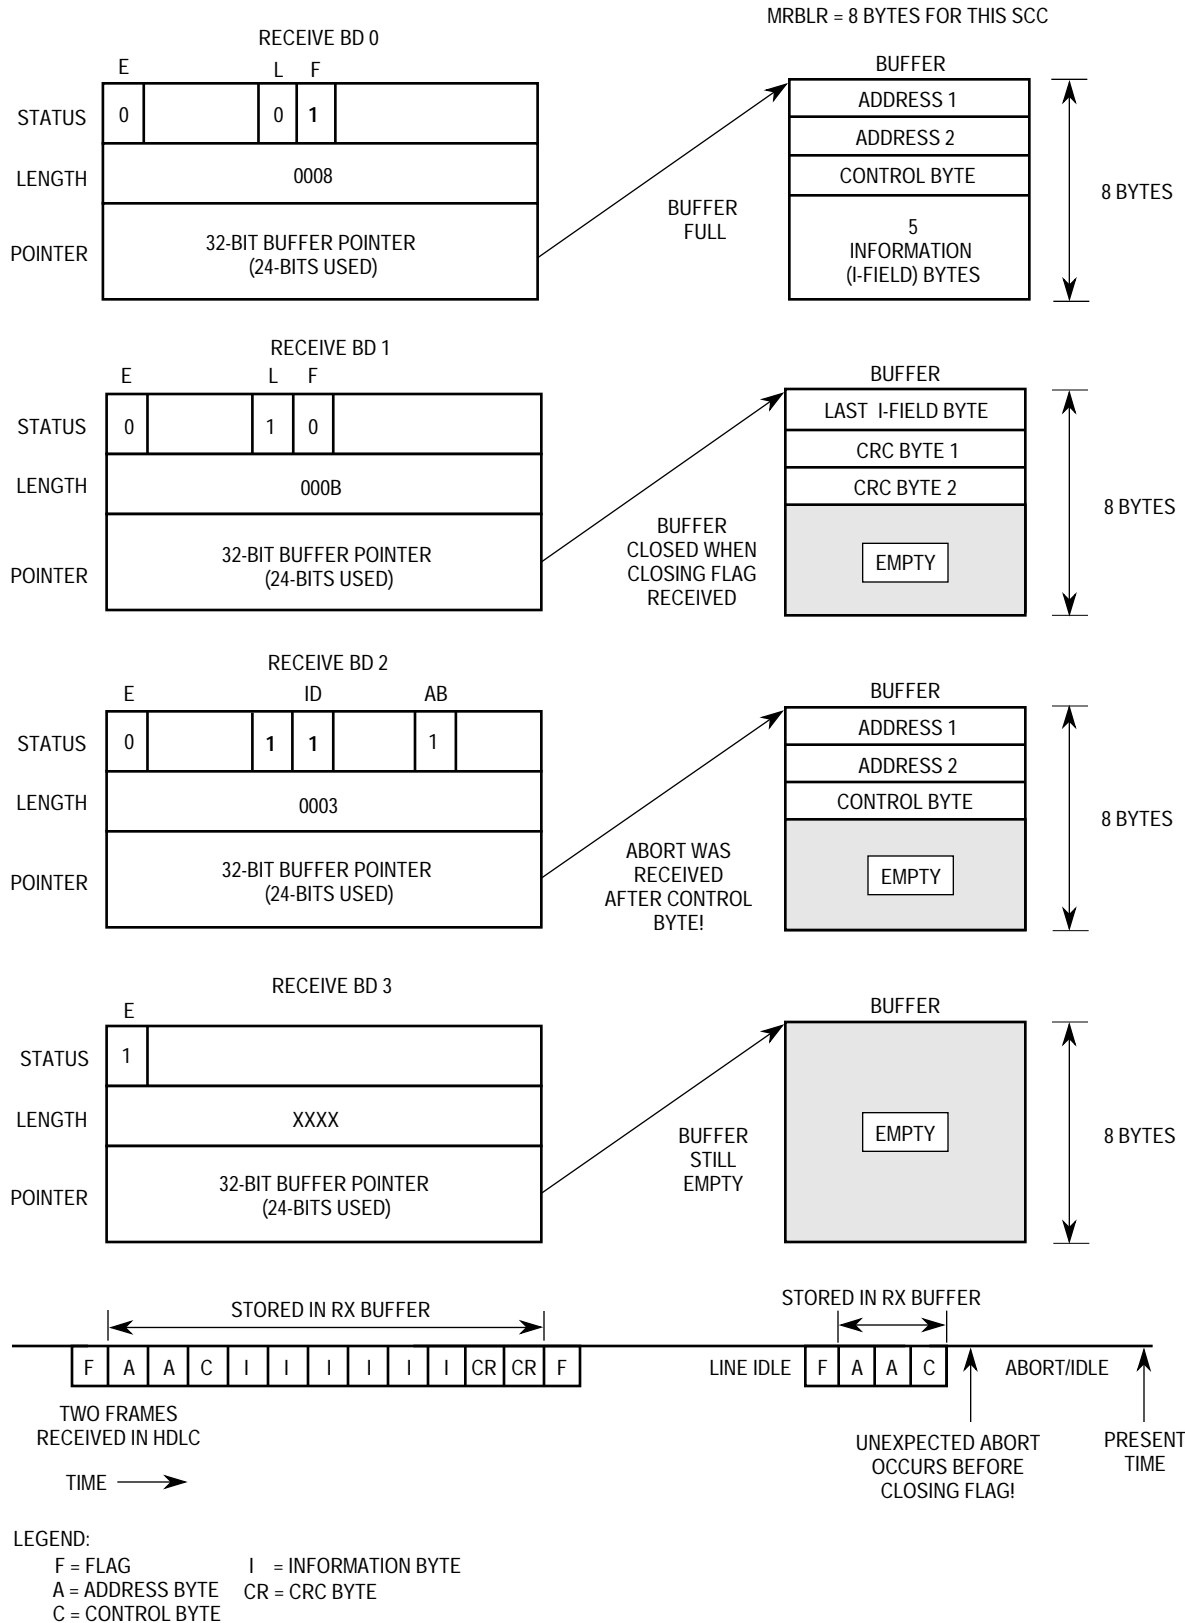 MRBLR = 8 BYTES FOR THIS SCC
RECEIVE BD 0
E L F
STATUS 0 0 1
LENGTH 0008
POINTER 32-BIT BUFFER POINTER
(24-BITS USED)
BUFFER
FULL
BUFFER
ADDRESS 1
ADDRESS 2
CONTROL BYTE
5
INFORMATION
(I-FIELD) BYTES
8 BYTES
RECEIVE BD 1
E L F
STATUS 0 1 0
LENGTH 000B
POINTER 32-BIT BUFFER POINTER
(24-BITS USED)
BUFFER
CLOSED WHEN
CLOSING FLAG
RECEIVED
BUFFER
LAST I-FIELD BYTE
CRC BYTE 1
CRC BYTE 2
EMPTY
8 BYTES
RECEIVE BD 2
E ID AB
STATUS 0 1 1 1
LENGTH 0003
POINTER 32-BIT BUFFER POINTER
(24-BITS USED)
ABORT WAS
RECEIVED
AFTER CONTROL
BYTE!
BUFFER
ADDRESS 1
ADDRESS 2
CONTROL BYTE
EMPTY
8 BYTES
RECEIVE BD 3
E
STATUS 1
LENGTH XXXX
POINTER 32-BIT BUFFER POINTER
(24-BITS USED)
BUFFER
STILL
EMPTY
BUFFER
EMPTY
8 BYTES
STORED IN RX BUFFER
STORED IN RX BUFFER
F A A C I I I I I I CR CR F LINE IDLE F A A C ABORT/IDLE
TWO FRAMES
RECEIVED IN HDLC
TIME
UNEXPECTED ABORT
OCCURS BEFORE
CLOSING FLAG!
PRESENT
TIME
LEGEND:
F = FLAG I = INFORMATION BYTE
A = ADDRESS BYTE CR = CRC BYTE
C = CONTROL BYTE